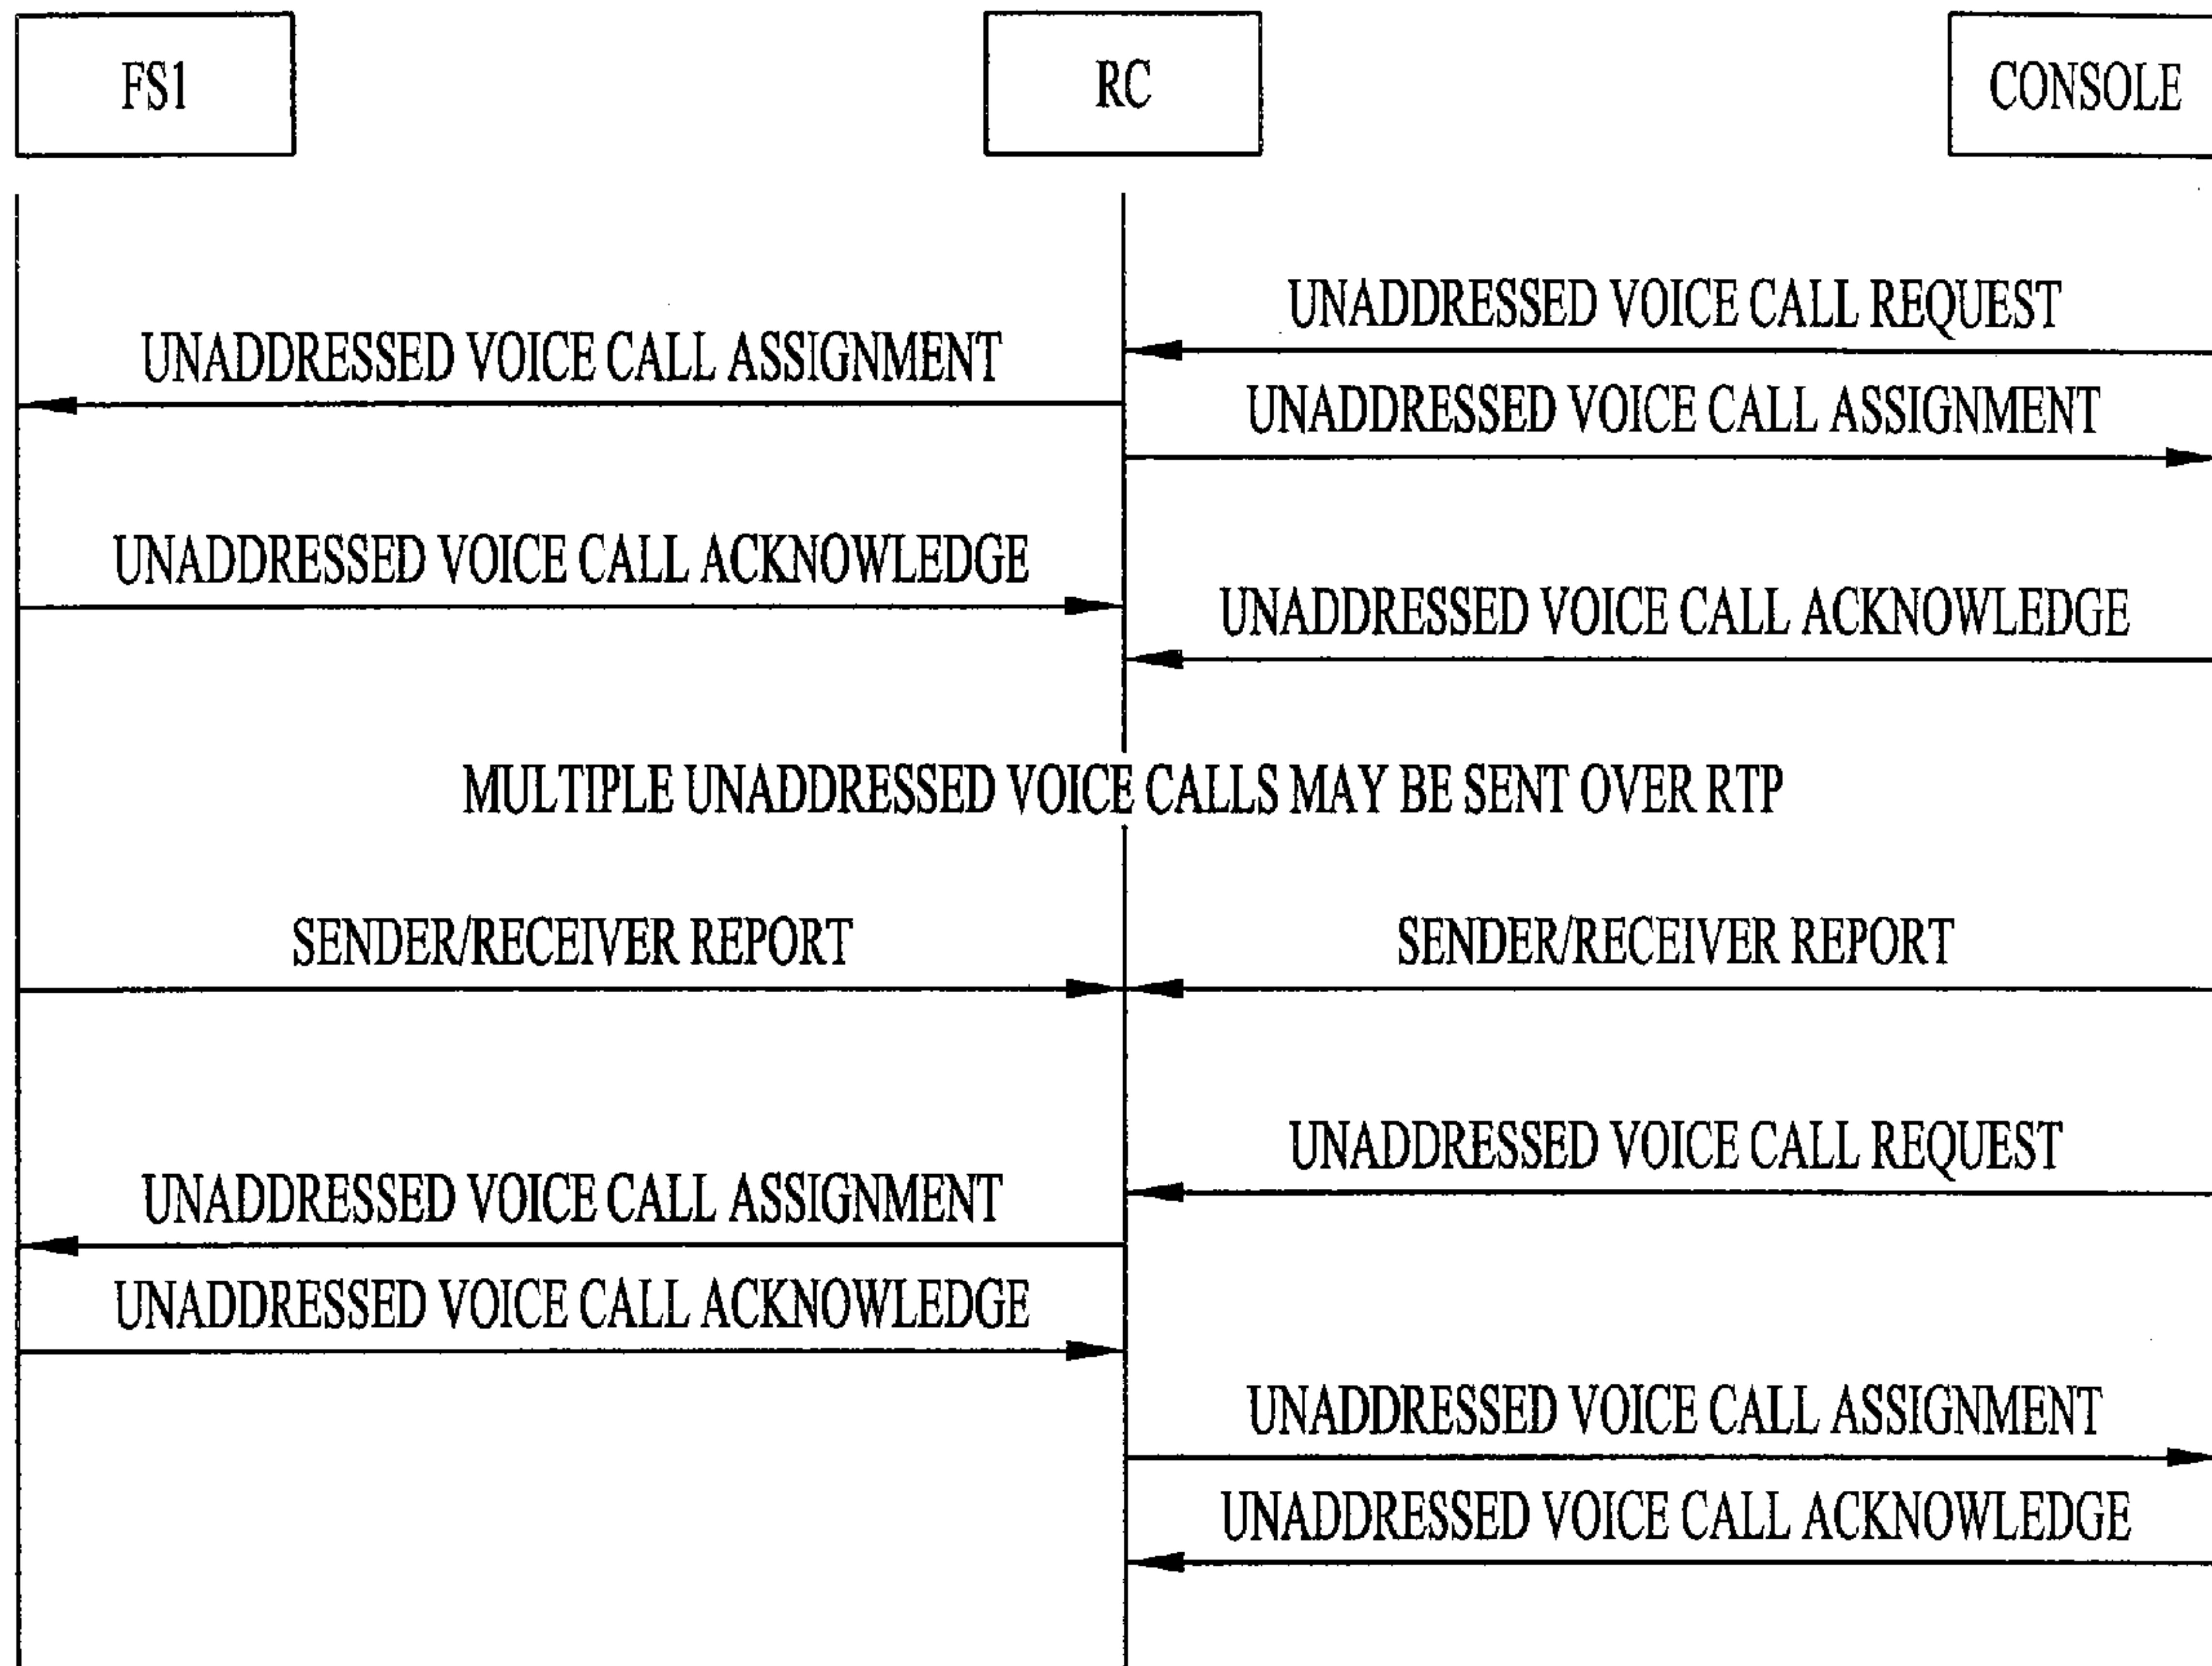 FS1
RC
CONSOLE
UNADDRESSED VOICE CALL REQUEST
UNADDRESSED VOICE CALL ASSIGNMENT
UNADDRESSED VOICE CALL ASSIGNMENT
UNADDRESSED VOICE CALL ACKNOWLEDGE
UNADDRESSED VOICE CALL ACKNOWLEDGE
MULTIPLE UNADDRESSED VOICE CALLS MAY BE SENT OVER RTP
SENDER/RECEIVER REPORT
SENDER/RECEIVER REPORT
UNADDRESSED VOICE CALL REQUEST
UNADDRESSED VOICE CALL ASSIGNMENT
UNADDRESSED VOICE CALL ACKNOWLEDGE
UNADDRESSED VOICE CALL ASSIGNMENT
UNADDRESSED VOICE CALL ACKNOWLEDGE